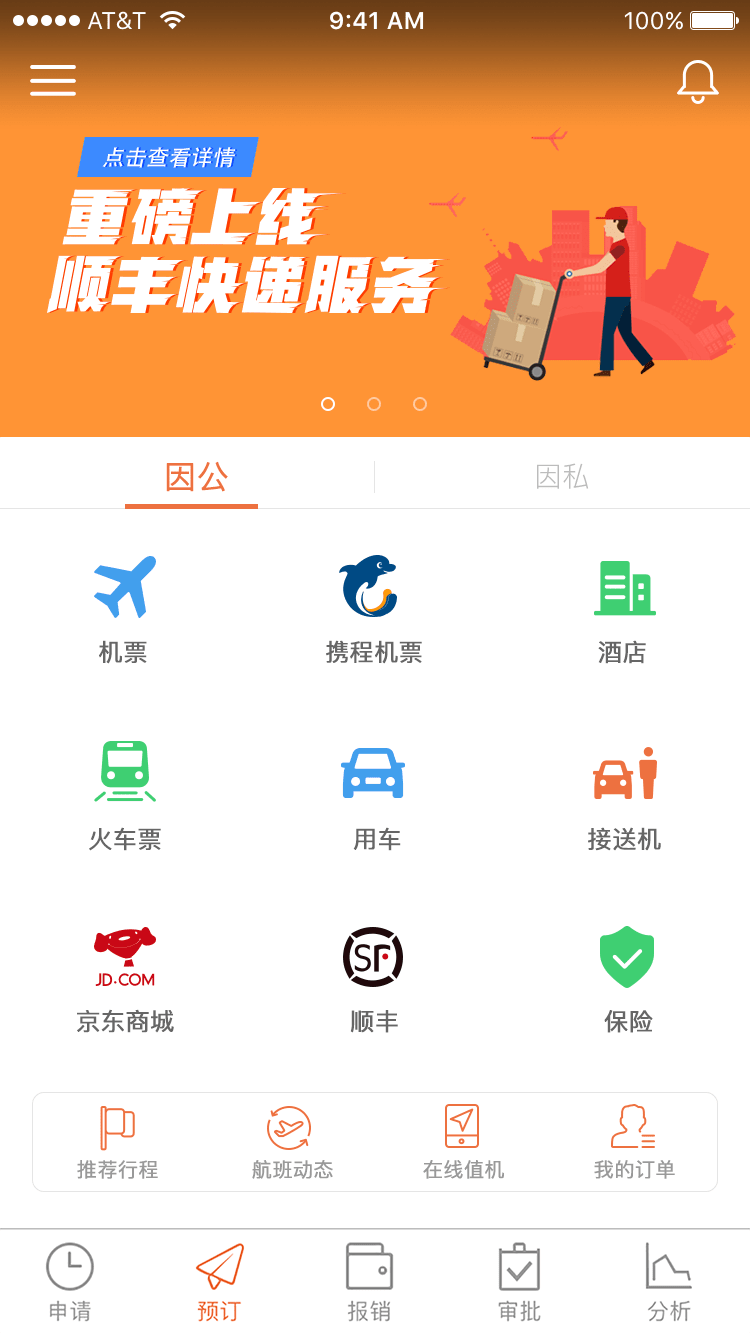 AT&T 9:41 AM 100%
点击查看详情
重磅上线
顺丰快递服务
因公 因私
机票 携程机票 酒店
火车票 用车 接送机
JD.COM SF
京东商城 顺丰 保险
推荐行程 航班动态 在线值机 我的订单
申请 预订 报销 审批 分析